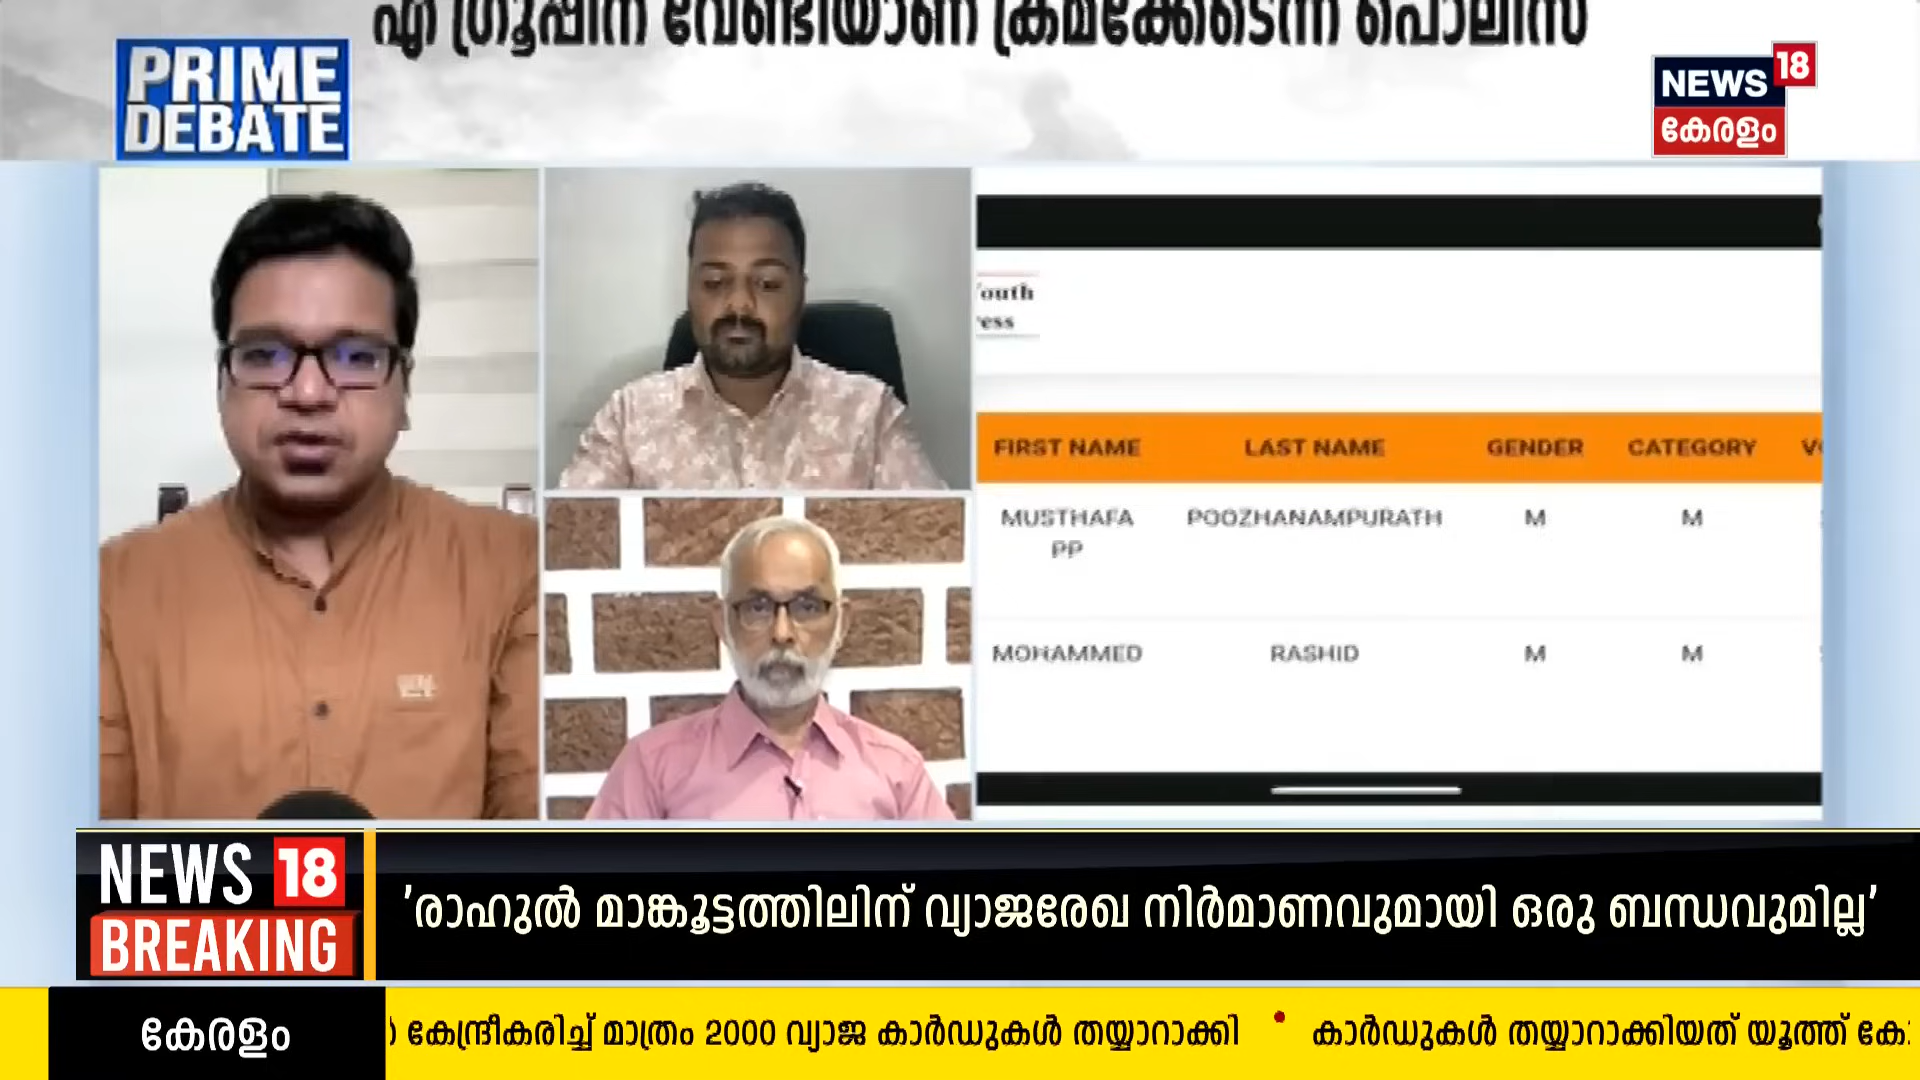 എ ഗ്രൂപ്പിന് വേണ്ടിയാണ് ക്രമക്കേടെന്ന് പൊലീസ്
PRIME
DEBATE
NEWS 18
കേരളം
outh
ess
FIRST NAME LAST NAME GENDER CATEGORY
MUSTHAFA POOZHANAMPURATH M M
PP
MOHAMMED RASHID M M
NEWS 18
BREAKING
'രാഹുൽ മാങ്കൂട്ടത്തിലിന് വ്യാജരേഖ നിർമാണവുമായി ഒരു ബന്ധവുമില്ല'
കേരളം
കേന്ദ്രീകരിച്ച് മാത്രം 2000 വ്യാജ കാർഡുകൾ തയ്യാറാക്കി • കാർഡുകൾ തയ്യാറാക്കിയത് യൂത്ത് കോ